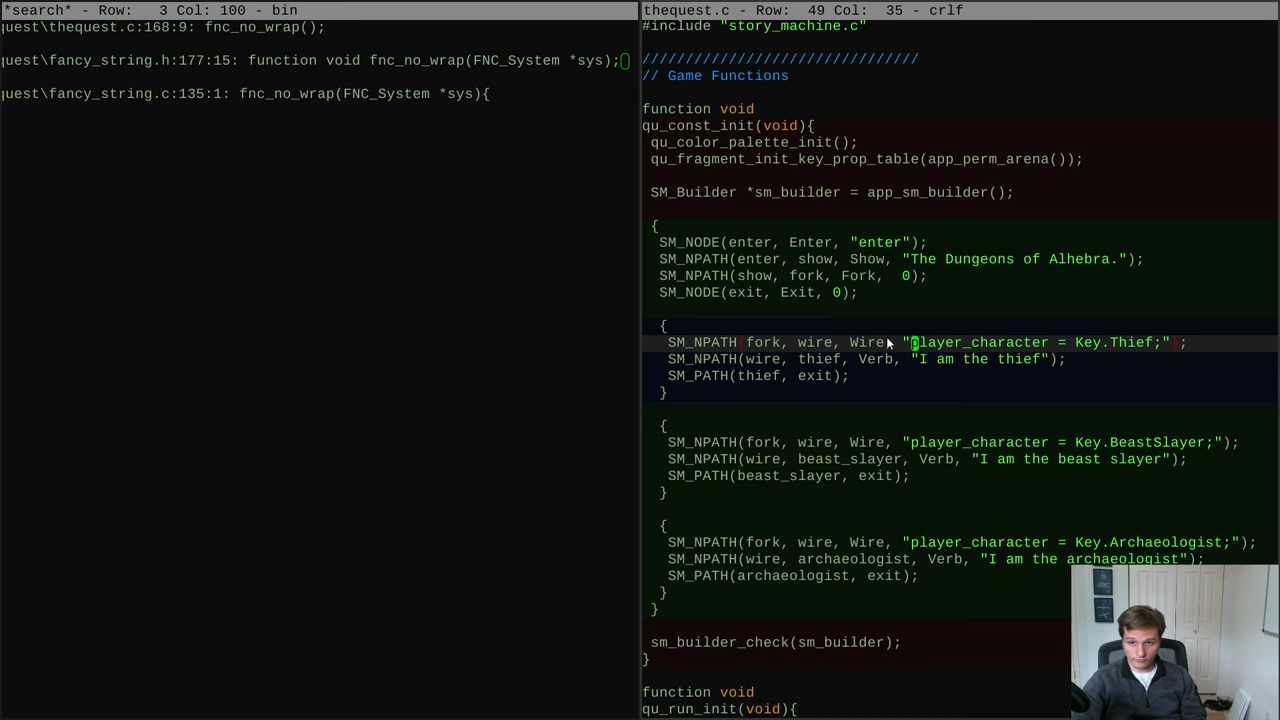 *search* - Row:   3 Col: 100 - bin
quest\thequest.c:168:9: fnc_no_wrap();
quest\fancy_string.h:177:15: function void fnc_no_wrap(FNC_System *sys);
quest\fancy_string.c:135:1: fnc_no_wrap(FNC_System *sys){
thequest.c - Row:  49 Col:  35 - crlf
#include "story_machine.c"
////////////////////////////////
// Game Functions
function void
qu_const_init(void){
qu_color_palette_init();
qu_fragment_init_key_prop_table(app_perm_arena());
SM_Builder *sm_builder = app_sm_builder();
{
SM_NODE(enter, Enter, "enter");
SM_NPATH(enter, show, Show, "The Dungeons of Alhebra.");
SM_NPATH(show, fork, Fork,  0);
SM_NODE(exit, Exit, 0);
{
SM_NPATH(fork, wire, Wire, "player_character = Key.Thief;");
SM_NPATH(wire, thief, Verb, "I am the thief");
SM_PATH(thief, exit);
}
{
SM_NPATH(fork, wire, Wire, "player_character = Key.BeastSlayer;");
SM_NPATH(wire, beast_slayer, Verb, "I am the beast slayer");
SM_PATH(beast_slayer, exit);
}
{
SM_NPATH(fork, wire, Wire, "player_character = Key.Archaeologist;");
SM_NPATH(wire, archaeologist, Verb, "I am the archaeologist");
SM_PATH(archaeologist, exit);
}
}
sm_builder_check(sm_builder);
}
function void
qu_run_init(void){